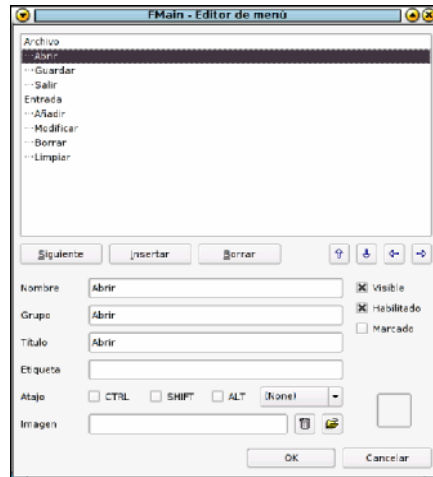 FMain - Editor de menú
Archivo
Abrir
Guardar
Salir
Entrada
Añadir
Modificar
Borrar
Limpiar
Siguiente Insertar Borrar
Nombre Abrir Visible
Grupo Abrir Habilitado
Título Abrir Marcado
Etiqueta
Atajo CTRL SHIFT ALT (None)
Imagen
OK Cancelar